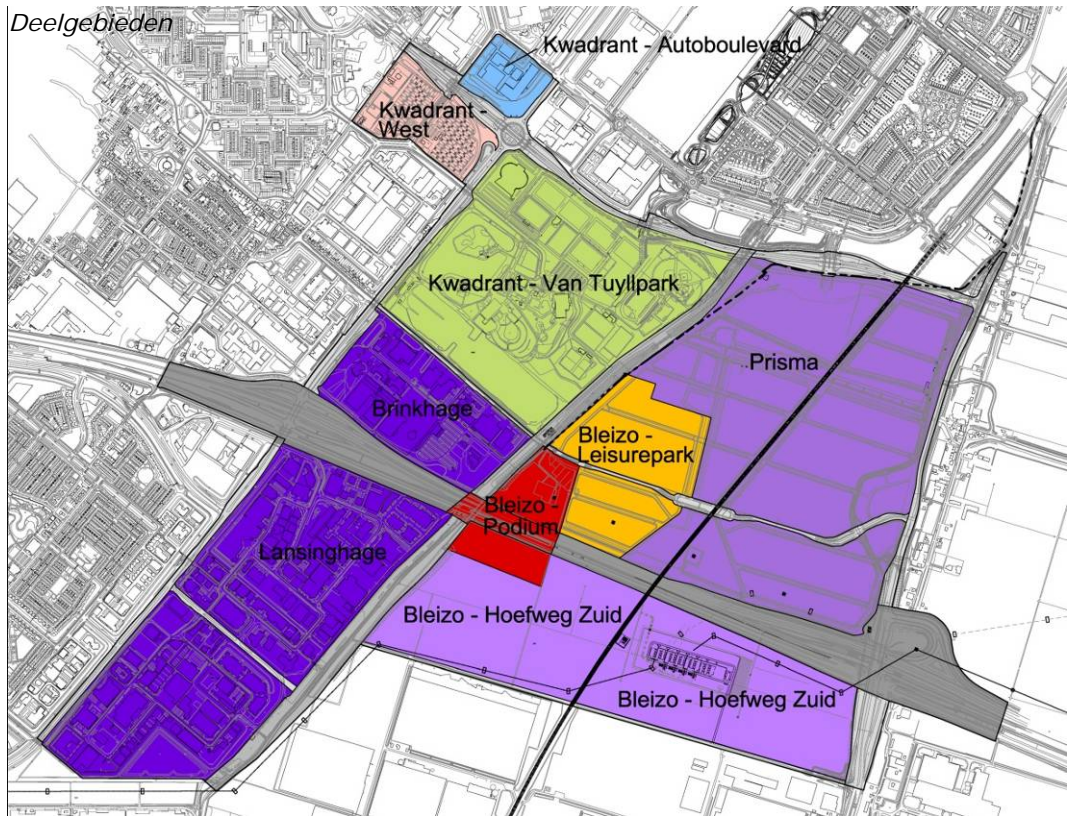 Deelgebieden
Kwadrant - Autoboulevard
Kwadrant -
West
Kwadrant - Van Tuyllpark
Prisma
Brinkhage
Bleizo -
Leisurepark
Bleizo -
Podium
Lansinghage
Bleizo - Hoefweg Zuid
Bleizo - Hoefweg Zuid